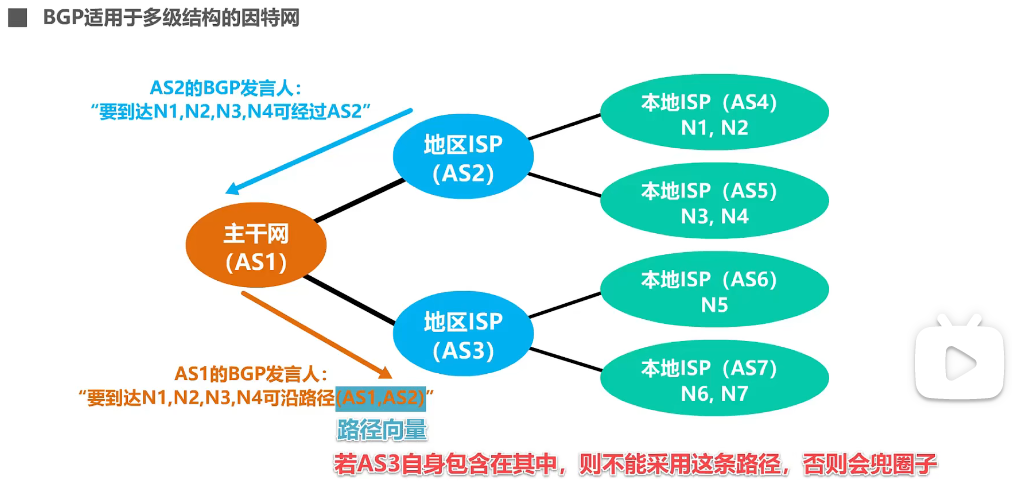 BGP适用于多级结构的因特网
AS2的BGP发言人：
“要到达N1,N2,N3,N4可经过AS2”
地区ISP
（AS2）
本地ISP（AS4）
N1, N2
本地ISP（AS5）
N3, N4
主干网
（AS1）
本地ISP（AS6）
N5
地区ISP
（AS3）
本地ISP（AS7）
N6, N7
AS1的BGP发言人：
“要到达N1,N2,N3,N4可沿路径(AS1,AS2)”
路径向量
若AS3自身包含在其中，则不能采用这条路径，否则会兜圈子